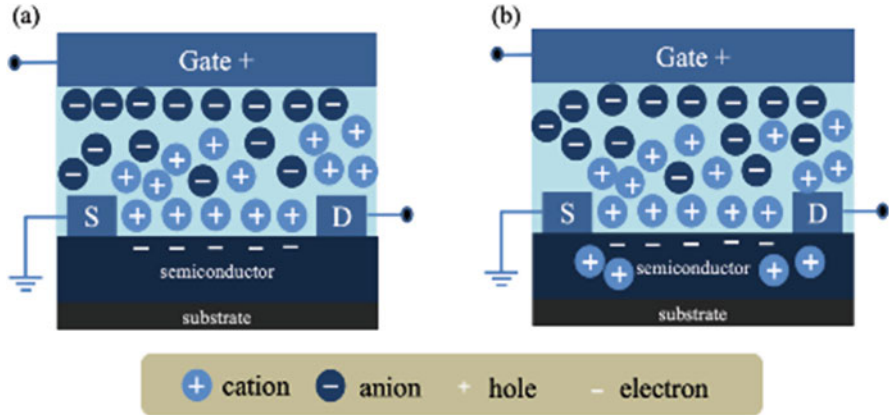 (a)
Gate +
S
D
semiconductor
substrate
(b)
Gate +
S
D
semiconductor
substrate
cation
anion
hole
electron